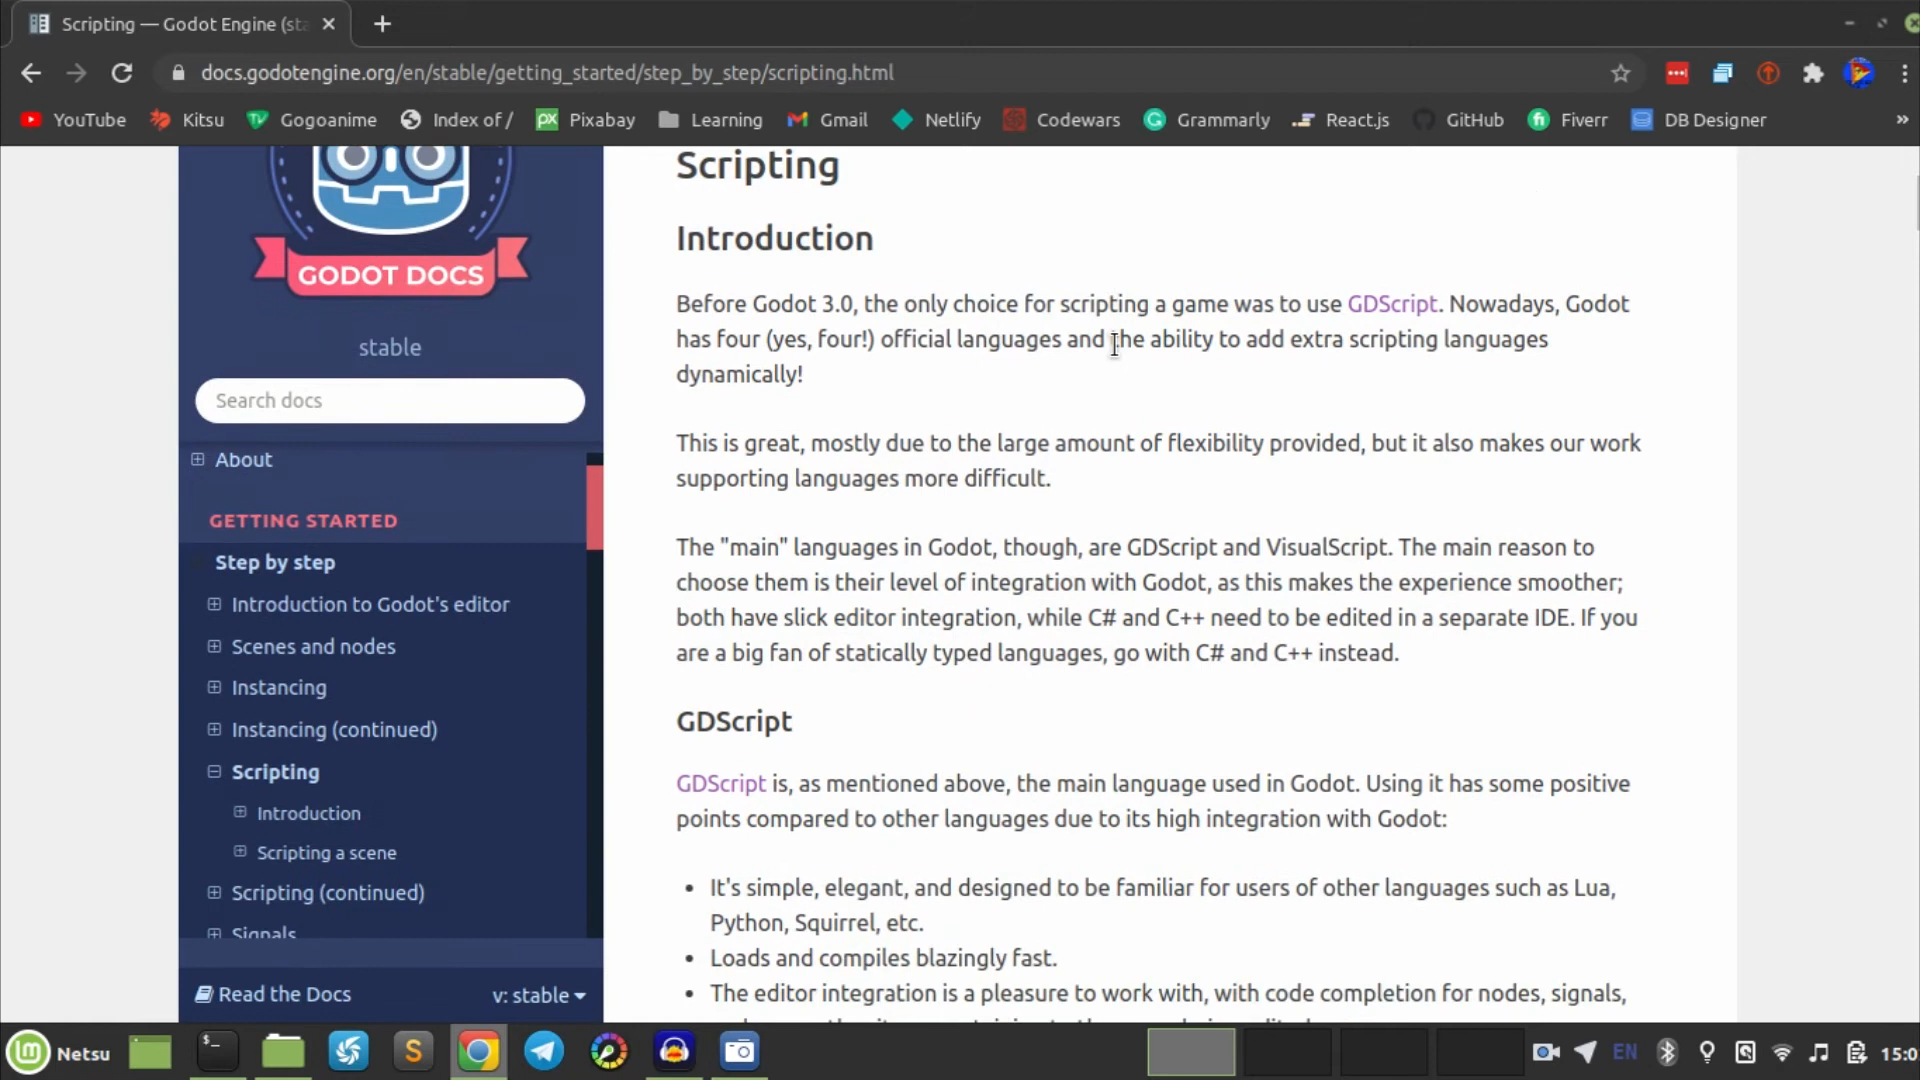 Scripting — Godot Engine (sta
docs.godotengine.org/en/stable/getting_started/step_by_step/scripting.html
YouTube Kitsu Gogoanime Index of / Pixabay Learning Gmail Netlify Codewars Grammarly React.js GitHub Fiverr DB Designer »
GODOT DOCS
stable
Search docs
About
GETTING STARTED
Step by step
Introduction to Godot's editor
Scenes and nodes
Instancing
Instancing (continued)
Scripting
Introduction
Scripting a scene
Scripting (continued)
Signals
Read the Docs v: stable
Scripting
Introduction
Before Godot 3.0, the only choice for scripting a game was to use GDScript. Nowadays, Godot
has four (yes, four!) official languages and the ability to add extra scripting languages
dynamically!
This is great, mostly due to the large amount of flexibility provided, but it also makes our work
supporting languages more difficult.
The "main" languages in Godot, though, are GDScript and VisualScript. The main reason to
choose them is their level of integration with Godot, as this makes the experience smoother;
both have slick editor integration, while C# and C++ need to be edited in a separate IDE. If you
are a big fan of statically typed languages, go with C# and C++ instead.
GDScript
GDScript is, as mentioned above, the main language used in Godot. Using it has some positive
points compared to other languages due to its high integration with Godot:
• It's simple, elegant, and designed to be familiar for users of other languages such as Lua,
Python, Squirrel, etc.
• Loads and compiles blazingly fast.
• The editor integration is a pleasure to work with, with code completion for nodes, signals,
Netsu EN 15:0